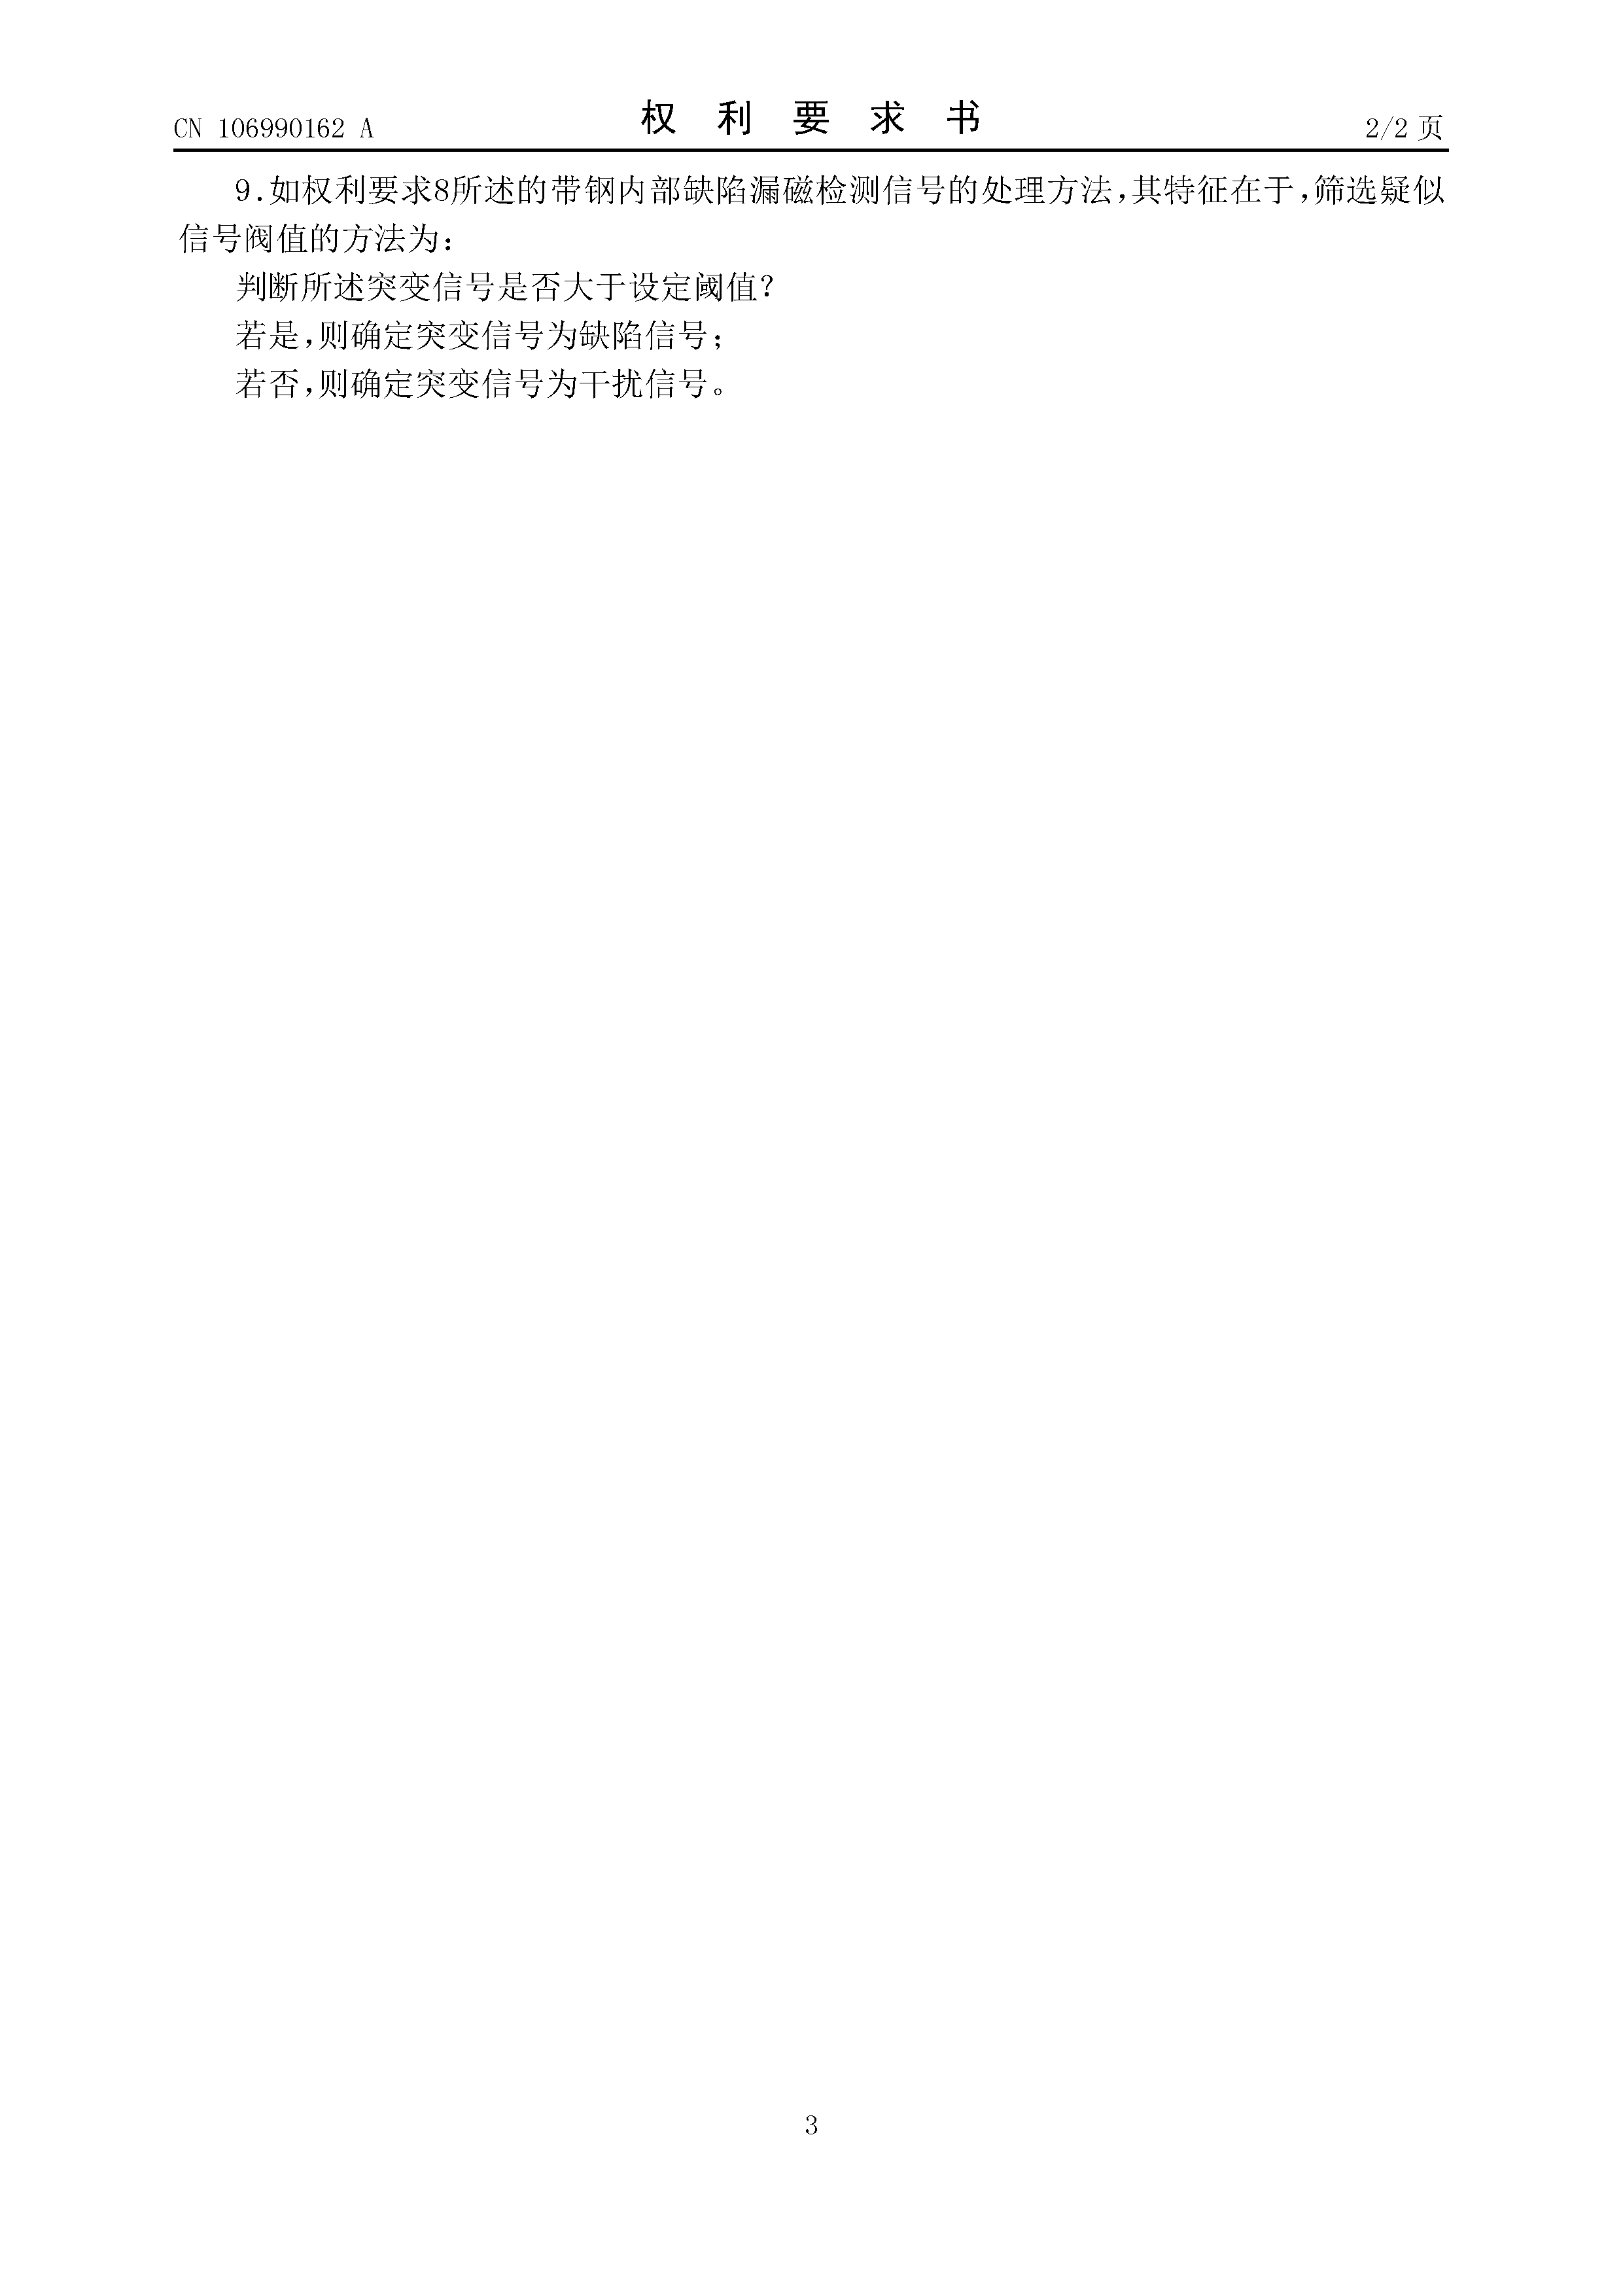 CN 106990162 A
权 利 要 求 书
2/2 页
9.如权利要求8所述的带钢内部缺陷漏磁检测信号的处理方法,其特征在于,筛选疑似
信号阀值的方法为:
判断所述突变信号是否大于设定阈值?
若是,则确定突变信号为缺陷信号;
若否,则确定突变信号为干扰信号。
3